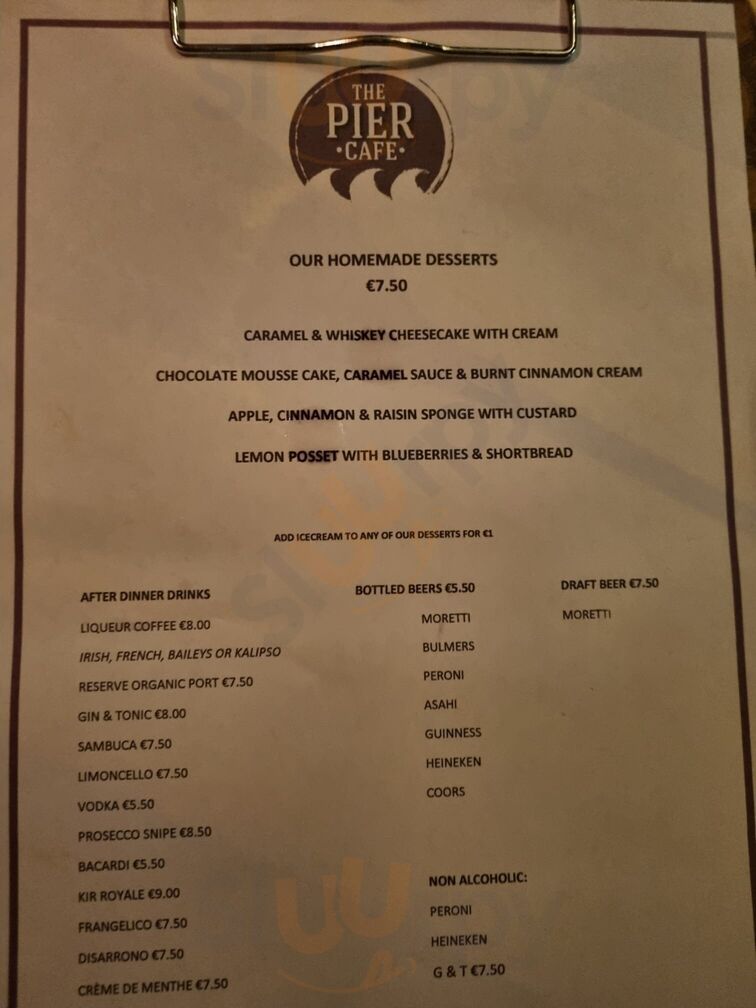 THE
PIER
•CAFE•
OUR HOMEMADE DESSERTS
€7.50
CARAMEL & WHISKEY CHEESECAKE WITH CREAM
CHOCOLATE MOUSSE CAKE, CARAMEL SAUCE & BURNT CINNAMON CREAM
APPLE, CINNAMON & RAISIN SPONGE WITH CUSTARD
LEMON POSSET WITH BLUEBERRIES & SHORTBREAD
ADD ICECREAM TO ANY OF OUR DESSERTS FOR €1
AFTER DINNER DRINKS
LIQUEUR COFFEE €8.00
IRISH, FRENCH, BAILEYS OR KALIPSO
RESERVE ORGANIC PORT €7.50
GIN & TONIC €8.00
SAMBUCA €7.50
LIMONCELLO €7.50
VODKA €5.50
PROSECCO SNIPE €8.50
BACARDI €5.50
KIR ROYALE €9.00
FRANGELICO €7.50
DISARRONO €7.50
CRÈME DE MENTHE €7.50
BOTTLED BEERS €5.50
MORETTI
BULMERS
PERONI
ASAHI
GUINNESS
HEINEKEN
COORS
NON ALCOHOLIC:
PERONI
HEINEKEN
G & T €7.50
DRAFT BEER €7.50
MORETTI